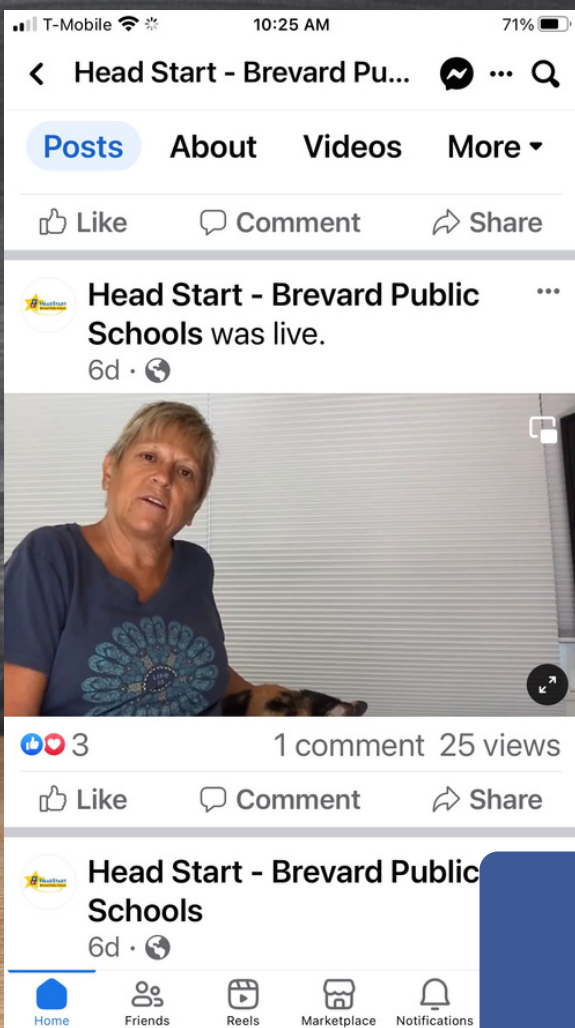 T-Mobile 10:25 AM 71%
Head Start - Brevard Pu...
Posts About Videos More
Like Comment Share
Head Start - Brevard Public
Schools was live.
6d ·
LIFE
IS
3 1 comment 25 views
Like Comment Share
Head Start - Brevard Public
Schools
6d ·
Home Friends Reels Marketplace Notifications